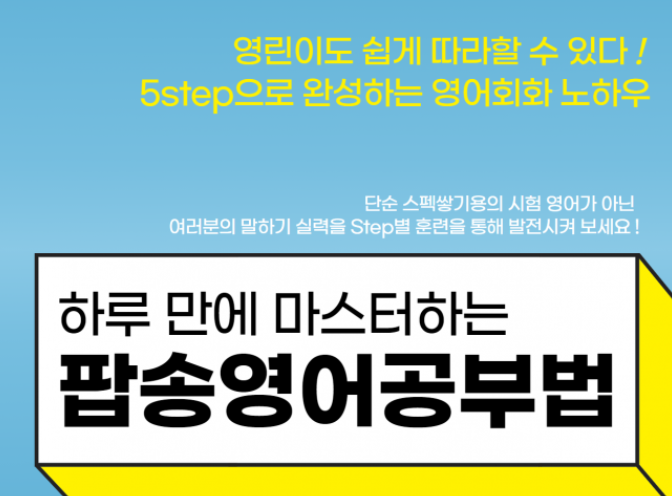 영린이도 쉽게 따라할 수 있다!
5step으로 완성하는 영어회화 노하우
단순 스펙쌓기용의 시험 영어가 아닌
여러분의 말하기 실력을 Step별 훈련을 통해 발전시켜 보세요!
하루 만에 마스터하는
팝송영어공부법